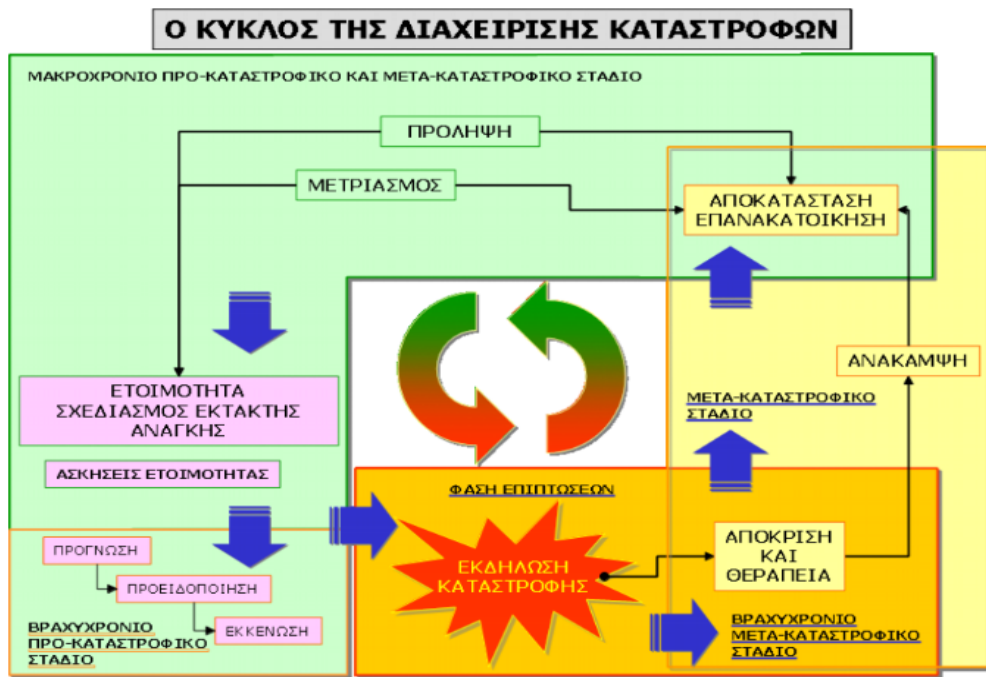 Ο ΚΥΚΛΟΣ ΤΗΣ ΔΙΑΧΕΙΡΙΣΗΣ ΚΑΤΑΣΤΡΟΦΩΝ
ΜΑΚΡΟΧΡΟΝΙΟ ΠΡΟ-ΚΑΤΑΣΤΡΟΦΙΚΟ ΚΑΙ ΜΕΤΑ-ΚΑΤΑΣΤΡΟΦΙΚΟ ΣΤΑΔΙΟ
ΠΡΟΛΗΨΗ
ΜΕΤΡΙΑΣΜΟΣ
ΑΠΟΚΑΤΑΣΤΑΣΗ
ΕΠΑΝΑΚΑΤΟΙΚΗΣΗ
ΑΝΑΚΑΜΨΗ
ΕΤΟΙΜΟΤΗΤΑ
ΣΧΕΔΙΑΣΜΟΣ ΕΚΤΑΚΤΗΣ
ΑΝΑΓΚΗΣ
ΜΕΤΑ-ΚΑΤΑΣΤΡΟΦΙΚΟ
ΣΤΑΔΙΟ
ΑΣΚΗΣΕΙΣ ΕΤΟΙΜΟΤΗΤΑΣ
ΦΑΣΗ ΕΠΙΠΤΩΣΕΩΝ
ΠΡΟΓΝΩΣΗ
ΠΡΟΕΙΔΟΠΟΙΗΣΗ
ΕΚΚΕΝΩΣΗ
ΒΡΑΧΥΧΡΟΝΙΟ
ΠΡΟ-ΚΑΤΑΣΤΡΟΦΙΚΟ
ΣΤΑΔΙΟ
ΕΚΔΗΛΩΣΗ
ΚΑΤΑΣΤΡΟΦΗΣ
ΑΠΟΚΡΙΣΗ
ΚΑΙ
ΘΕΡΑΠΕΙΑ
ΒΡΑΧΥΧΡΟΝΙΟ
ΜΕΤΑ-ΚΑΤΑΣΤΡΟΦΙΚΟ
ΣΤΑΔΙΟ